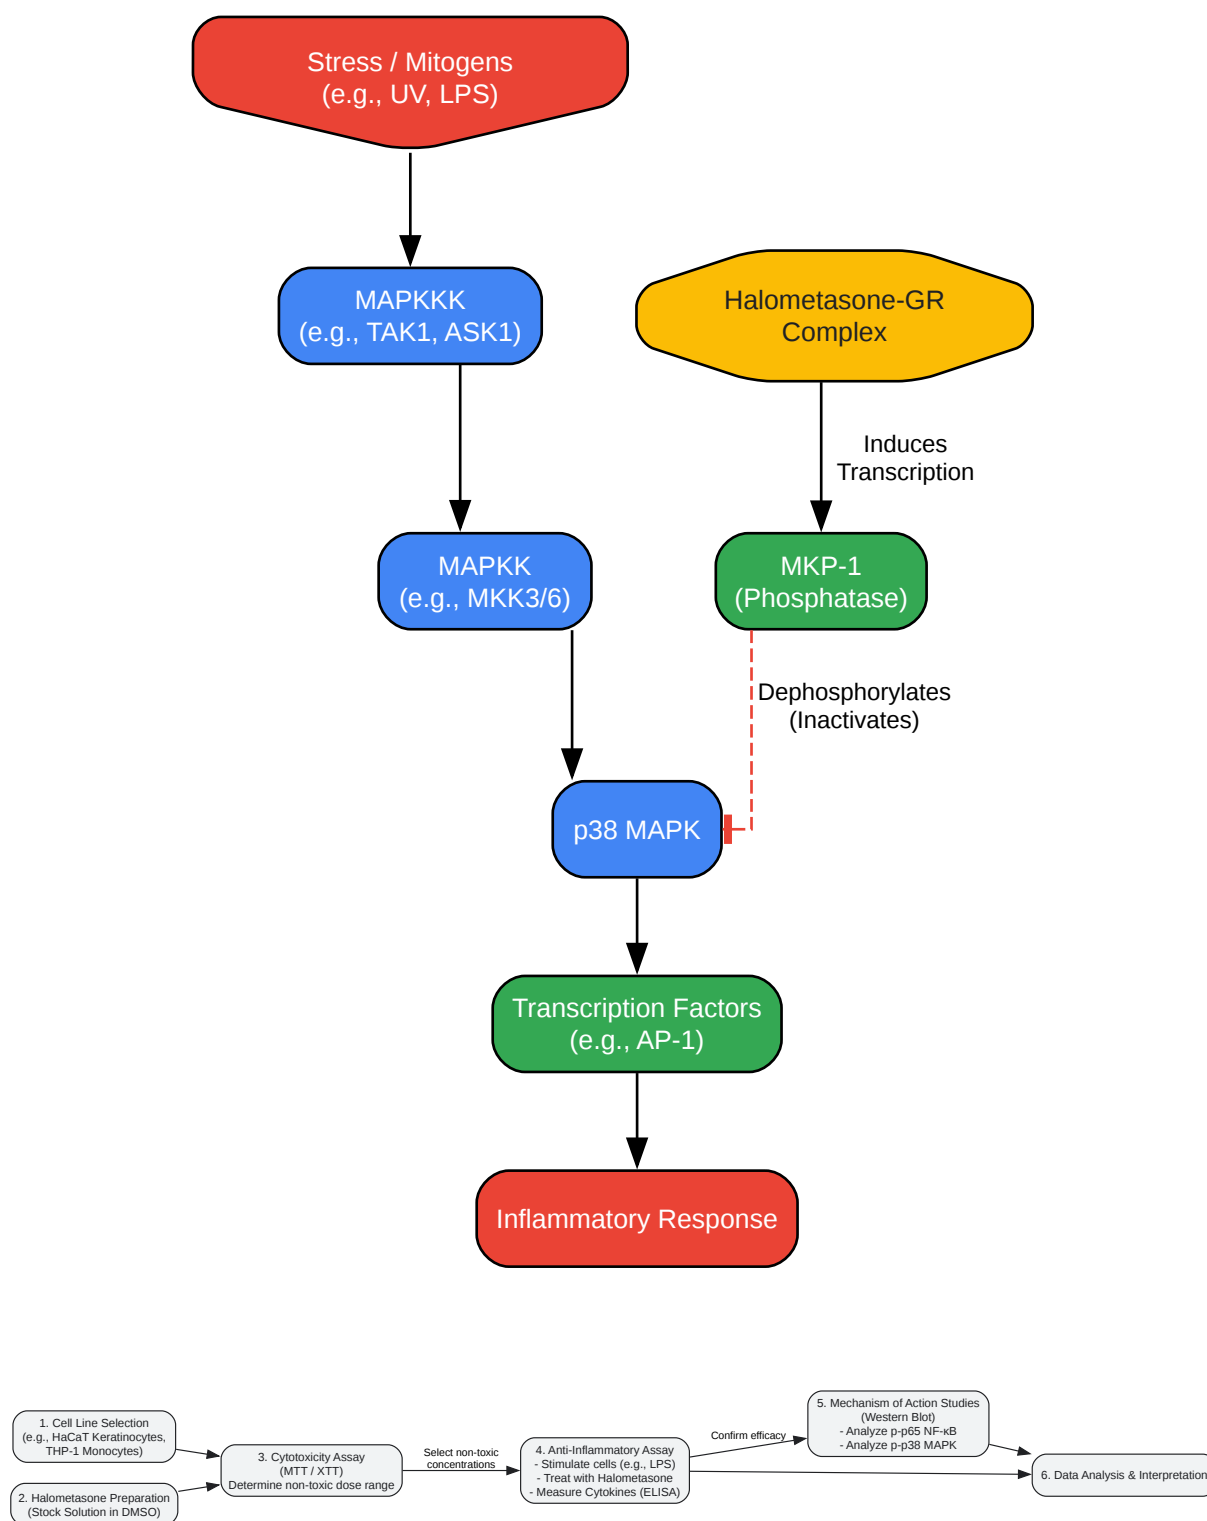 Stress / Mitogens
(e.g., UV, LPS)
MAPKKK
(e.g., TAK1, ASK1)
Halometasone-GR
Complex
Induces
Transcription
MAPKK
(e.g., MKK3/6)
MKP-1
(Phosphatase)
Dephosphorylates
(Inactivates)
p38 MAPK
Transcription Factors
(e.g., AP-1)
Inflammatory Response
1. Cell Line Selection
(e.g., HaCaT Keratinocytes,
THP-1 Monocytes)
2. Halometasone Preparation
(Stock Solution in DMSO)
3. Cytotoxicity Assay
(MTT / XTT)
Determine non-toxic dose range
Select non-toxic
concentrations
4. Anti-Inflammatory Assay
- Stimulate cells (e.g., LPS)
- Treat with Halometasone
- Measure Cytokines (ELISA)
Confirm efficacy
5. Mechanism of Action Studies
(Western Blot)
- Analyze p-p65 NF-κB
- Analyze p-p38 MAPK
6. Data Analysis & Interpretation